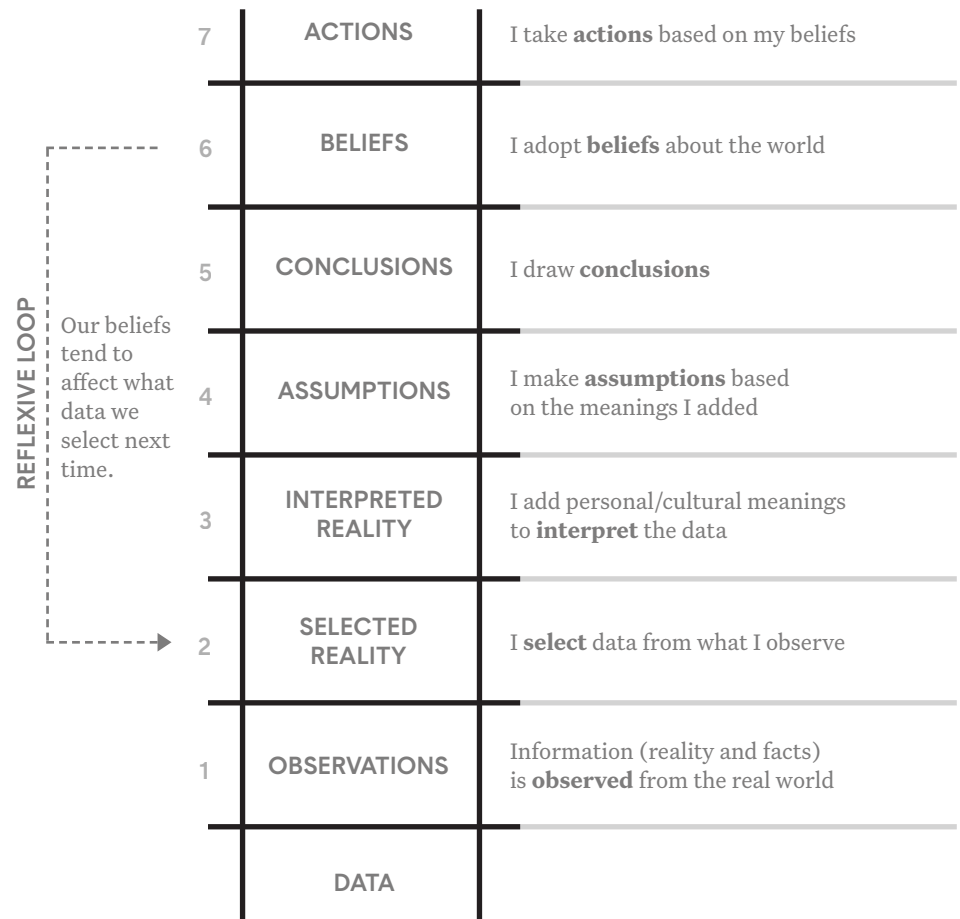 7
ACTIONS
I take actions based on my beliefs
6
BELIEFS
I adopt beliefs about the world
5
CONCLUSIONS
I draw conclusions
REFLEXIVE LOOP
Our beliefs
tend to
affect what
data we
select next
time.
4
ASSUMPTIONS
I make assumptions based
on the meanings I added
3
INTERPRETED
REALITY
I add personal/cultural meanings
to interpret the data
2
SELECTED
REALITY
I select data from what I observe
1
OBSERVATIONS
Information (reality and facts)
is observed from the real world
DATA